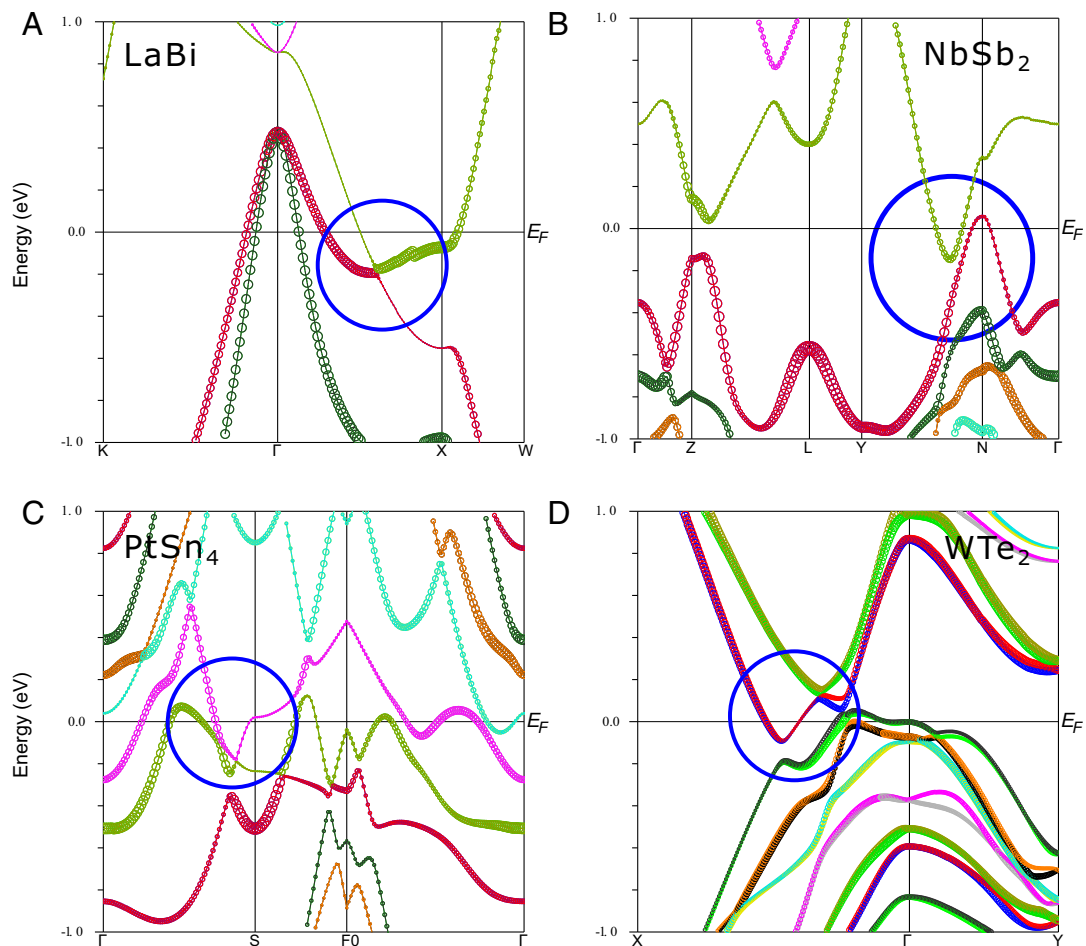 A
LaBi
1.0
0.0
-1.0
Energy (eV)
E_F
K Γ X W
B
NbSb₂
1.0
0.0
-1.0
E_F
Γ Z L Y N Γ
C
PtSn₄
1.0
0.0
-1.0
Energy (eV)
E_F
Γ S F0 Γ
D
WTe₂
1.0
0.0
-1.0
E_F
X Γ Y